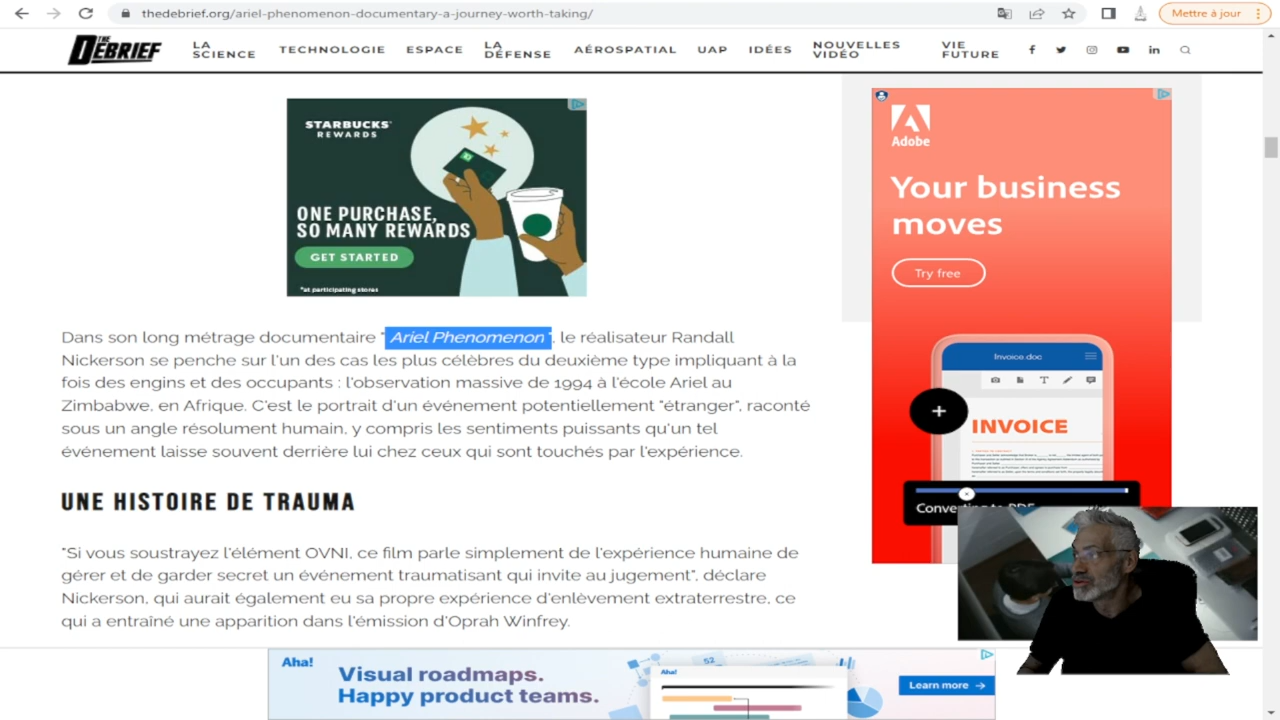 thedebrief.org/ariel-phenomenon-documentary-a-journey-worth-taking/
Mettre à jour
THE DEBRIEF
LA SCIENCE
TECHNOLOGIE
ESPACE
LA DÉFENSE
AÉROSPATIAL
UAP
IDÉES
NOUVELLES VIDÉO
VIE FUTURE
STARBUCKS
REWARDS
ONE PURCHASE,
SO MANY REWARDS
GET STARTED
*at participating stores
Adobe
Your business
moves
Try free
Invoice.doc
INVOICE
Converting to PDF
Dans son long métrage documentaire " Ariel Phenomenon ", le réalisateur Randall
Nickerson se penche sur l'un des cas les plus célèbres du deuxième type impliquant à la
fois des engins et des occupants : l'observation massive de 1994 à l'école Ariel au
Zimbabwe, en Afrique. C'est le portrait d'un événement potentiellement "étranger", raconté
sous un angle résolument humain, y compris les sentiments puissants qu'un tel
événement laisse souvent derrière lui chez ceux qui sont touchés par l'expérience.
UNE HISTOIRE DE TRAUMA
"Si vous soustrayez l'élément OVNI, ce film parle simplement de l'expérience humaine de
gérer et de garder secret un événement traumatisant qui invite au jugement", déclare
Nickerson, qui aurait également eu sa propre expérience d'enlèvement extraterrestre, ce
qui a entraîné une apparition dans l'émission d'Oprah Winfrey.
Aha!
Visual roadmaps.
Happy product teams.
52
Aha!
Learn more